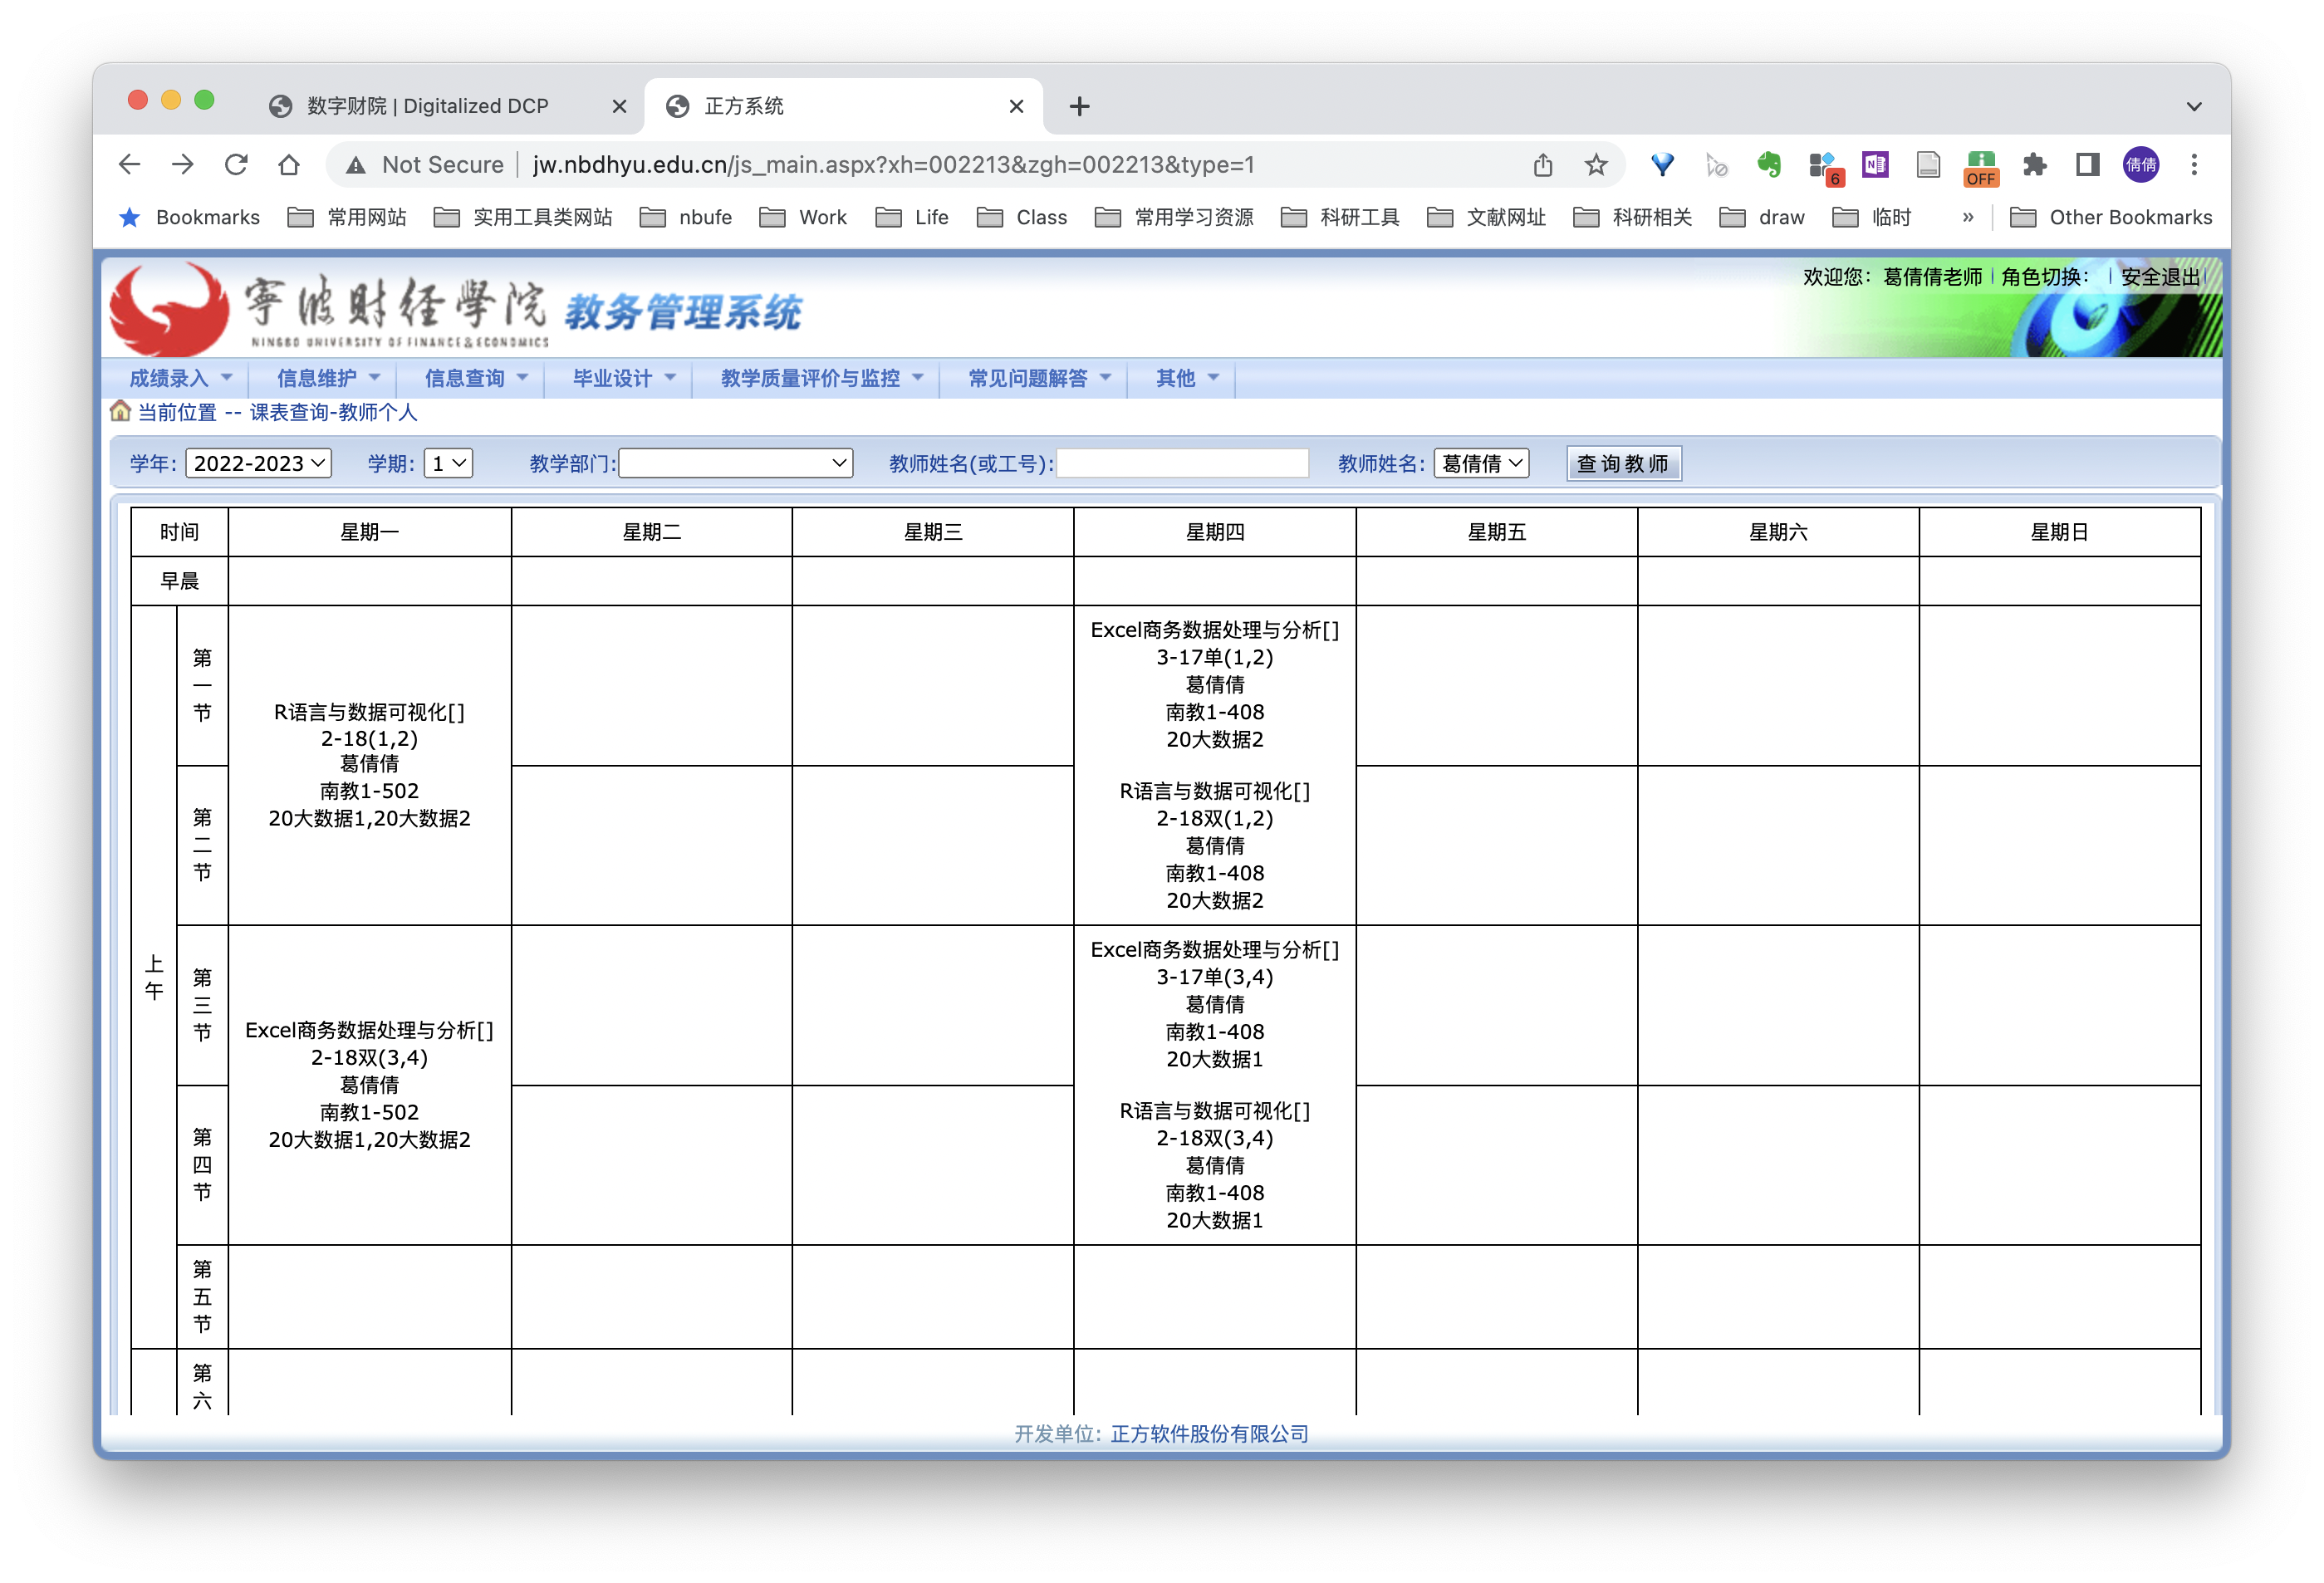 数字财院 | Digitalized DCP
正方系统
Not Secure
jw.nbdhyu.edu.cn/js_main.aspx?xh=002213&zgh=002213&type=1
6
N
OFF
倩倩
Bookmarks 常用网站 实用工具类网站 nbufe Work Life Class 常用学习资源 科研工具 文献网址 科研相关 draw 临时 » Other Bookmarks
寧波财经學院 教务管理系统
NINGBO UNIVERSITY OF FINANCE & ECONOMICS
欢迎您：葛倩倩老师 角色切换： 安全退出
成绩录入 信息维护 信息查询 毕业设计 教学质量评价与监控 常见问题解答 其他
当前位置 -- 课表查询-教师个人
学年: 2022-2023 学期: 1 教学部门: 教师姓名(或工号): 教师姓名: 葛倩倩 查询教师
时间 星期一 星期二 星期三 星期四 星期五 星期六 星期日
早晨
上午
第一节
第二节
R语言与数据可视化[]
2-18(1,2)
葛倩倩
南教1-502
20大数据1,20大数据2
Excel商务数据处理与分析[]
3-17单(1,2)
葛倩倩
南教1-408
20大数据2
R语言与数据可视化[]
2-18双(1,2)
葛倩倩
南教1-408
20大数据2
第三节
第四节
Excel商务数据处理与分析[]
2-18双(3,4)
葛倩倩
南教1-502
20大数据1,20大数据2
Excel商务数据处理与分析[]
3-17单(3,4)
葛倩倩
南教1-408
20大数据1
R语言与数据可视化[]
2-18双(3,4)
葛倩倩
南教1-408
20大数据1
第五节
第六
开发单位：正方软件股份有限公司